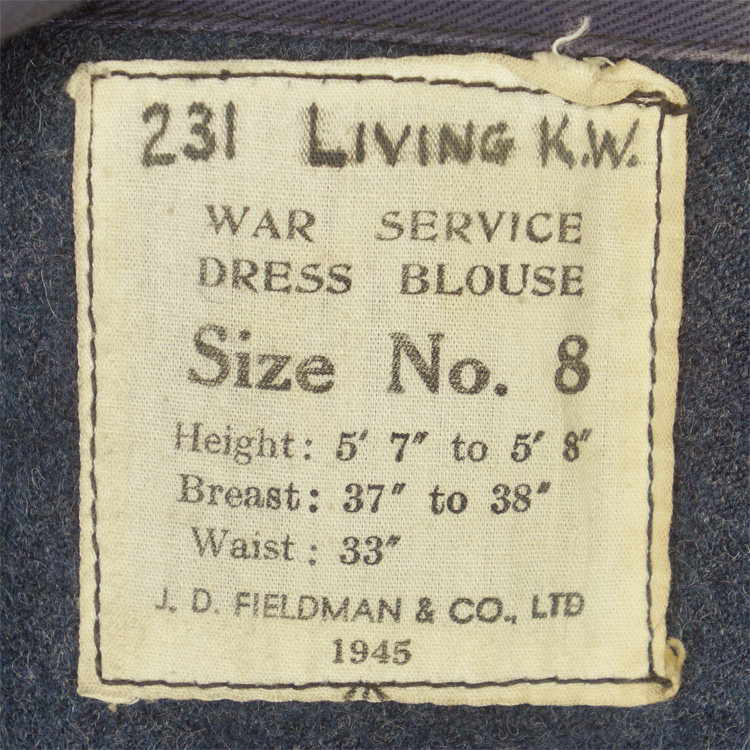 231 LIVING K.W.
WAR SERVICE
DRESS BLOUSE
Size No. 8
Height: 5′ 7″ to 5′ 8″
Breast: 37″ to 38″
Waist: 33″
J. D. FIELDMAN & CO., LTD
1945